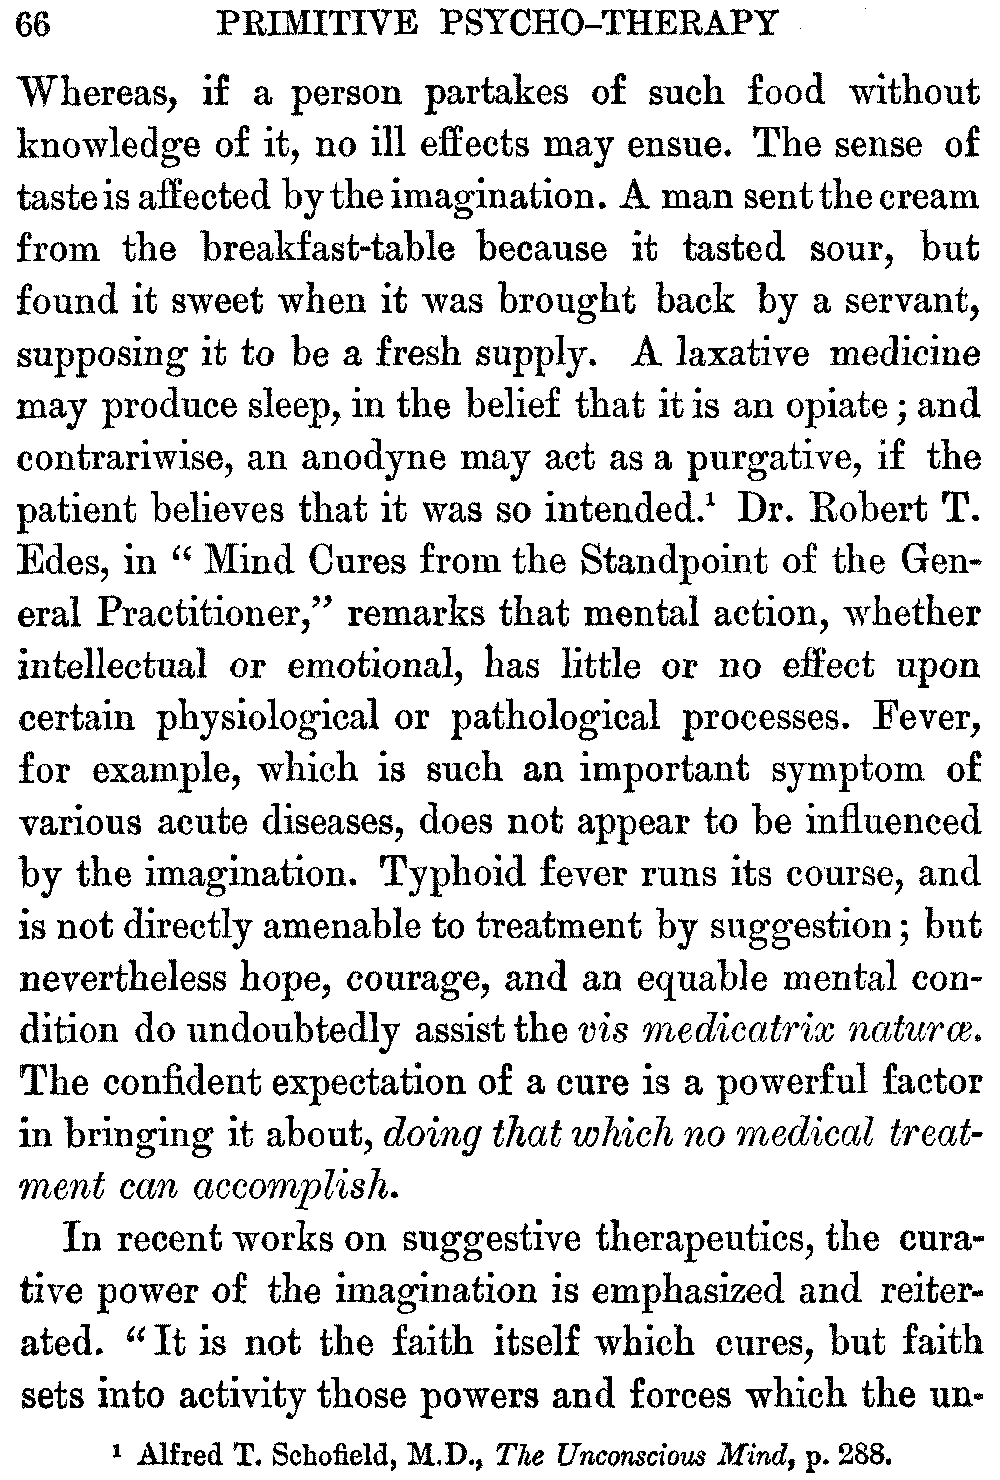 66 PRIMITIVE PSYCHO-THERAPY
Whereas, if a person partakes of such food without
knowledge of it, no ill effects may ensue. The sense of
taste is affected by the imagination. A man sent the cream
from the breakfast-table because it tasted sour, but
found it sweet when it was brought back by a servant,
supposing it to be a fresh supply. A laxative medicine
may produce sleep, in the belief that it is an opiate; and
contrariwise, an anodyne may act as a purgative, if the
patient believes that it was so intended.¹ Dr. Robert T.
Edes, in “Mind Cures from the Standpoint of the Gen-
eral Practitioner,” remarks that mental action, whether
intellectual or emotional, has little or no effect upon
certain physiological or pathological processes. Fever,
for example, which is such an important symptom of
various acute diseases, does not appear to be influenced
by the imagination. Typhoid fever runs its course, and
is not directly amenable to treatment by suggestion; but
nevertheless hope, courage, and an equable mental con-
dition do undoubtedly assist the vis medicatrix naturæ.
The confident expectation of a cure is a powerful factor
in bringing it about, doing that which no medical treat-
ment can accomplish.
In recent works on suggestive therapeutics, the cura-
tive power of the imagination is emphasized and reiter-
ated. “It is not the faith itself which cures, but faith
sets into activity those powers and forces which the un-
¹ Alfred T. Schofield, M.D., The Unconscious Mind, p. 288.